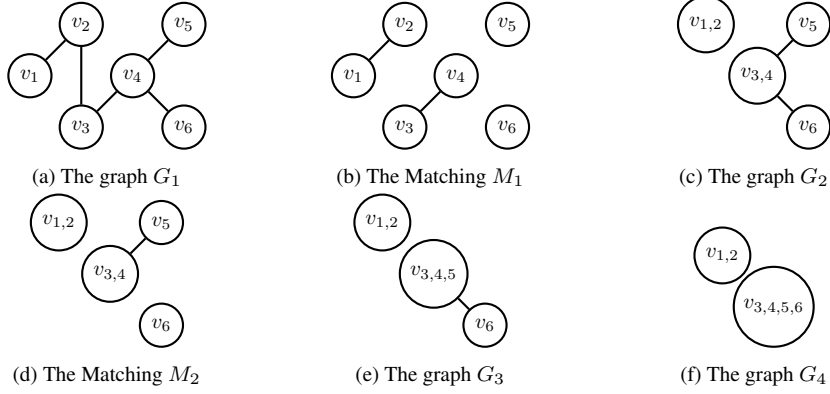 v₂ v₅ v₂ v₅ v₁,₂ v₅
v₁ v₄ v₁ v₄ v₃,₄
v₃ v₆ v₃ v₆ v₆
(a) The graph G₁ (b) The Matching M₁ (c) The graph G₂
v₁,₂ v₅ v₁,₂
v₁,₂
v₃,₄ v₃,₄,₅
v₃,₄,₅,₆
v₆ v₆
(d) The Matching M₂ (e) The graph G₃ (f) The graph G₄